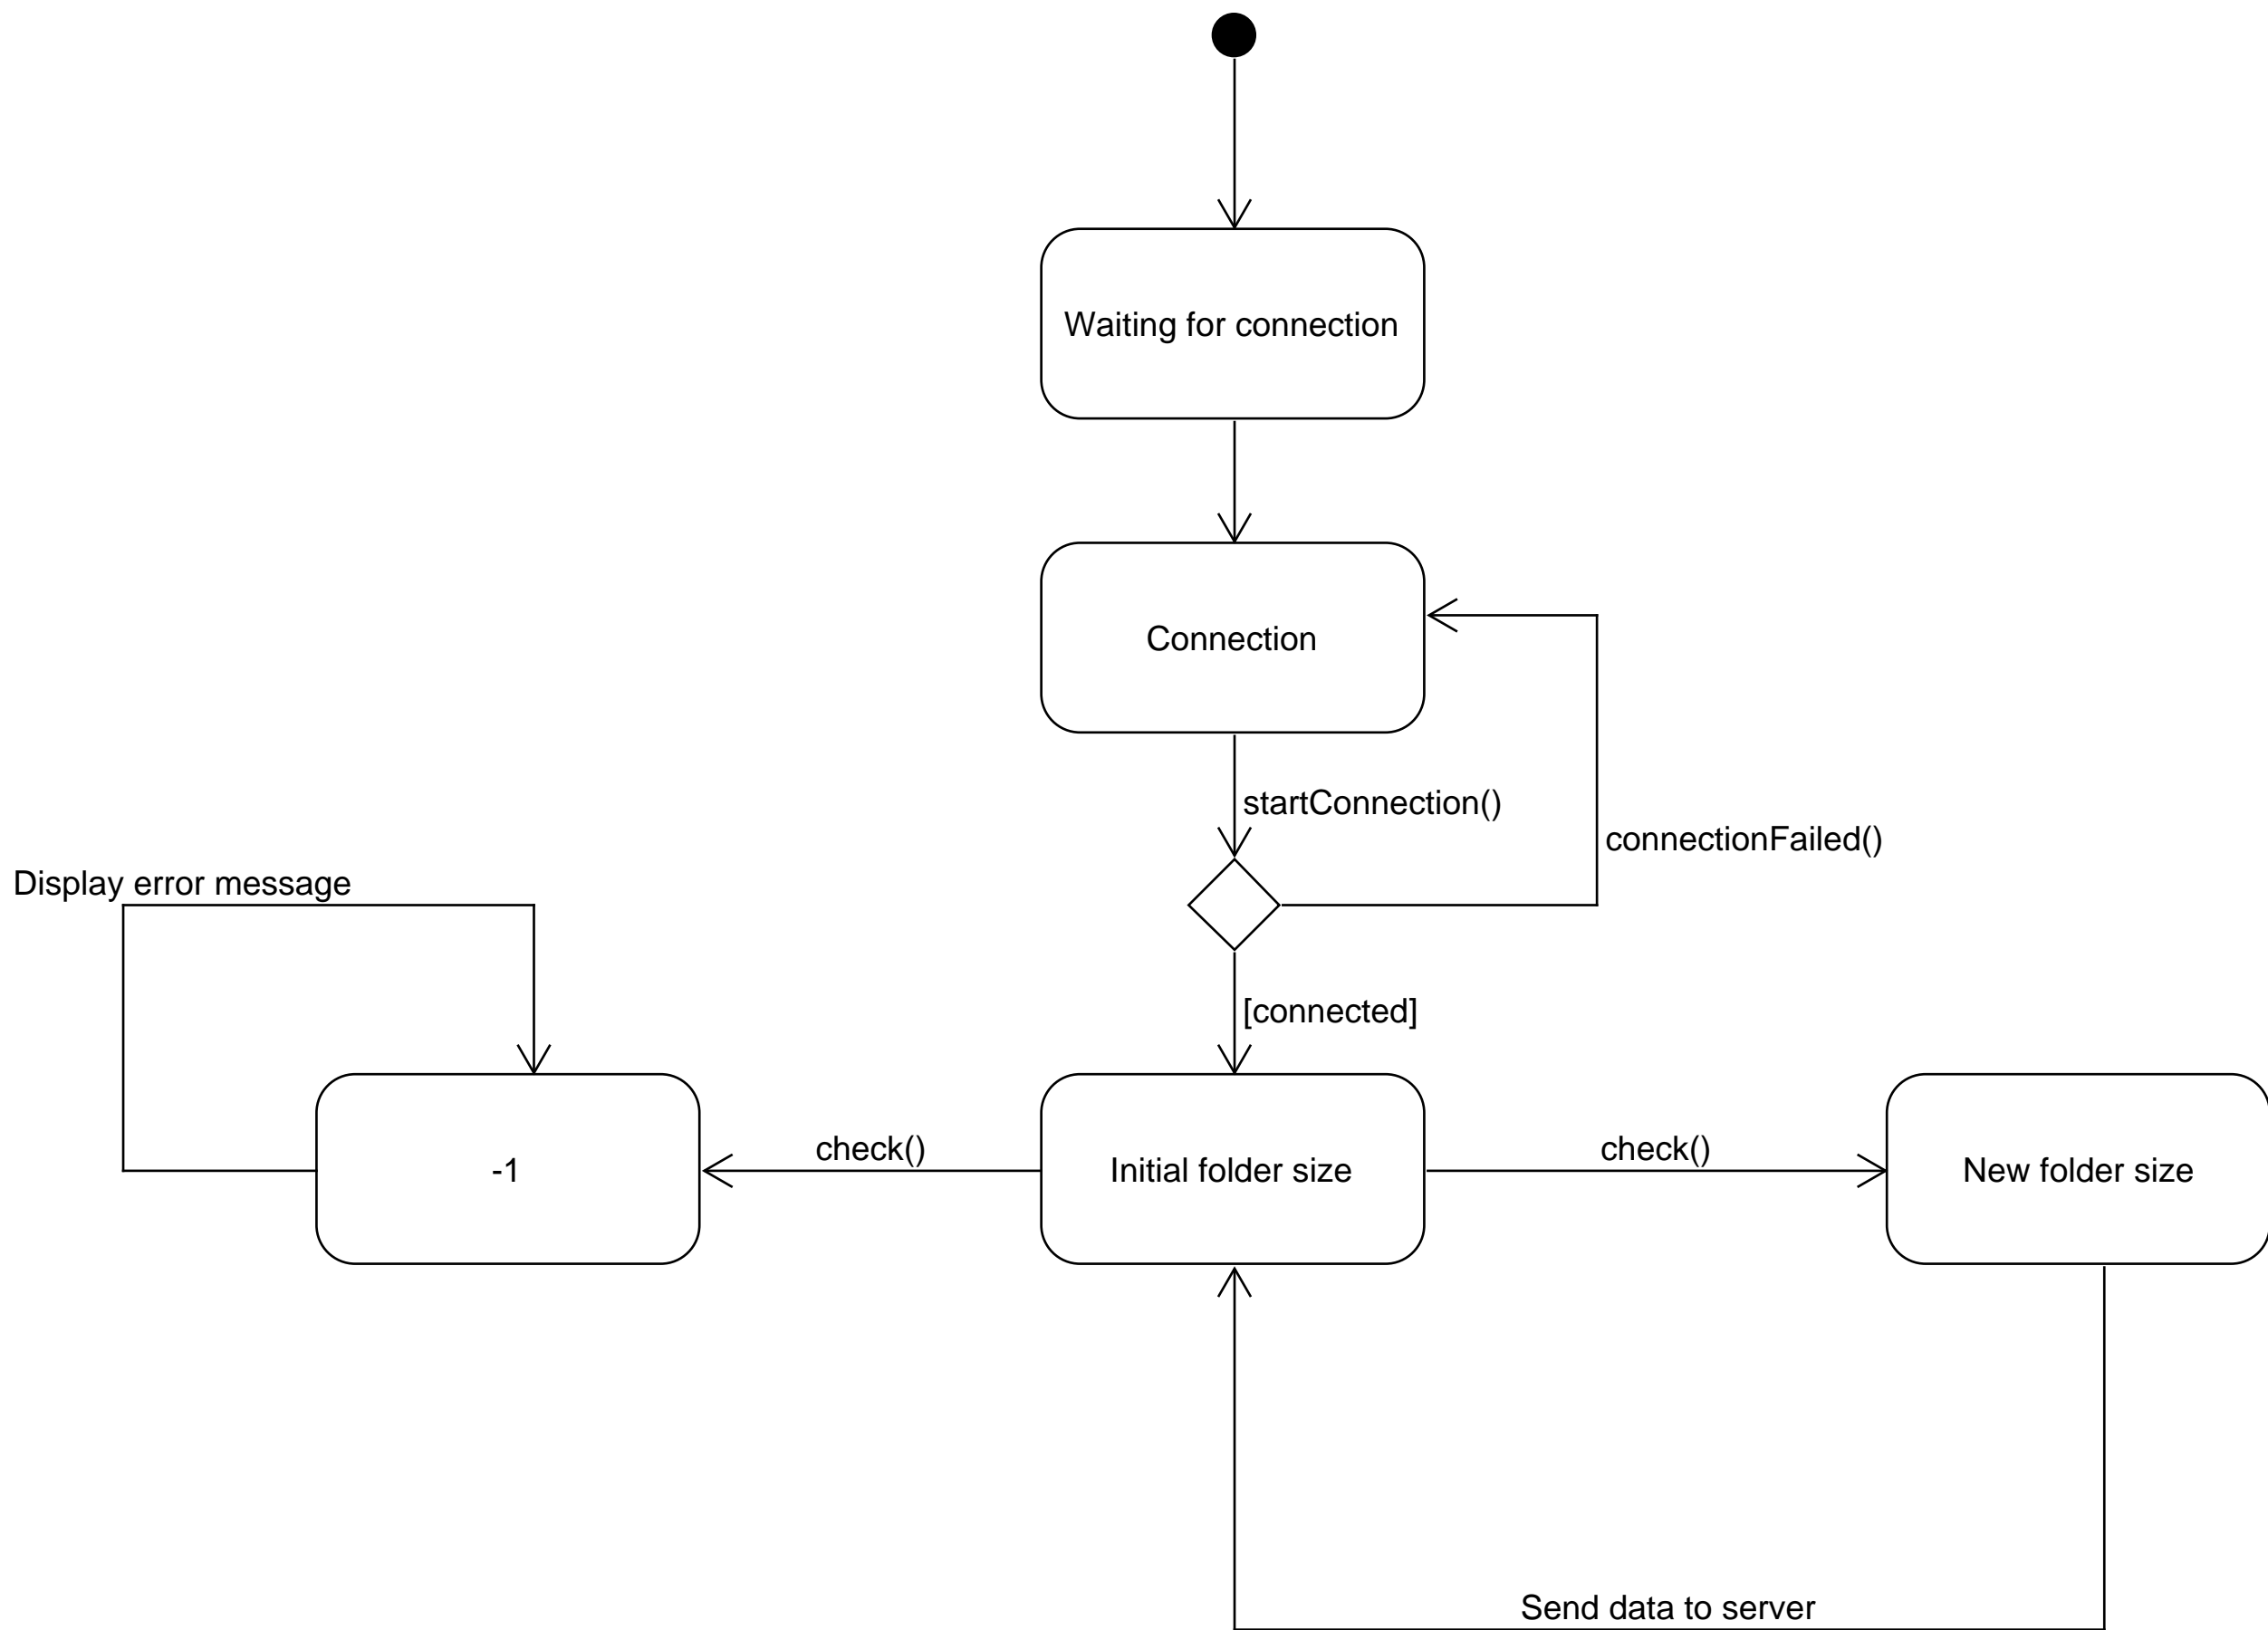 Waiting for connection
Connection
startConnection()
connectionFailed()
Display error message
[connected]
check()
check()
-1
Initial folder size
New folder size
Send data to server